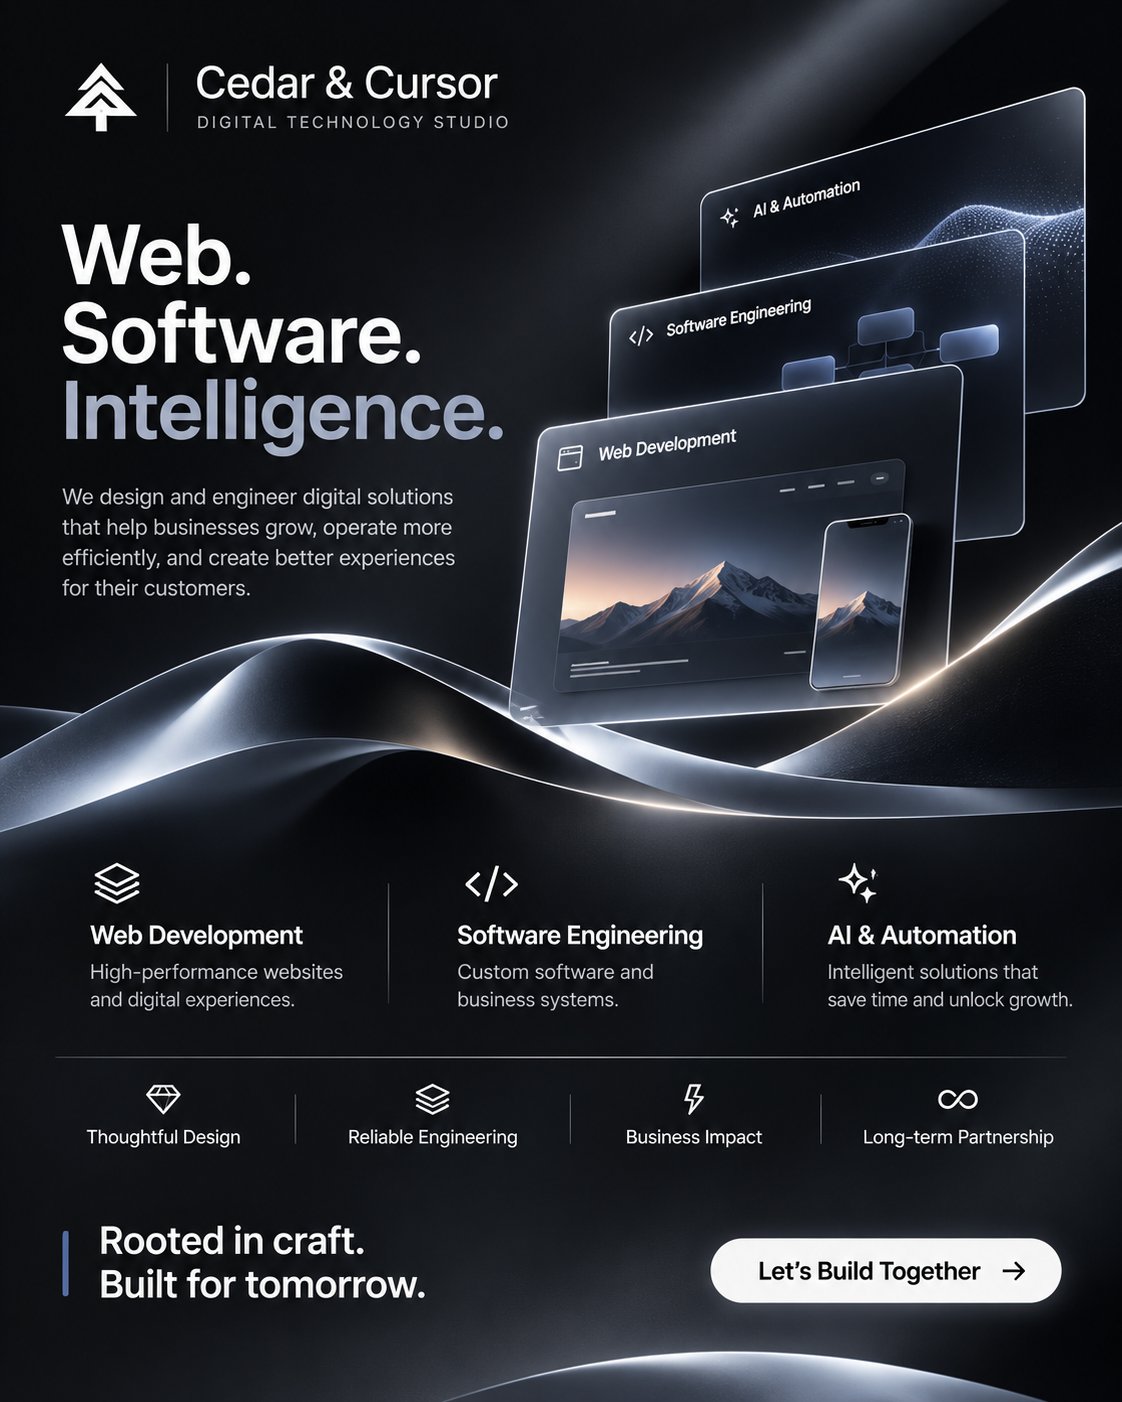 Cedar & Cursor
DIGITAL TECHNOLOGY STUDIO
Web.
Software.
Intelligence.
We design and engineer digital solutions
that help businesses grow, operate more
efficiently, and create better experiences
for their customers.
AI & Automation
Software Engineering
Web Development
Web Development
High-performance websites
and digital experiences.
Software Engineering
Custom software and
business systems.
AI & Automation
Intelligent solutions that
save time and unlock growth.
Thoughtful Design
Reliable Engineering
Business Impact
Long-term Partnership
Rooted in craft.
Built for tomorrow.
Let’s Build Together